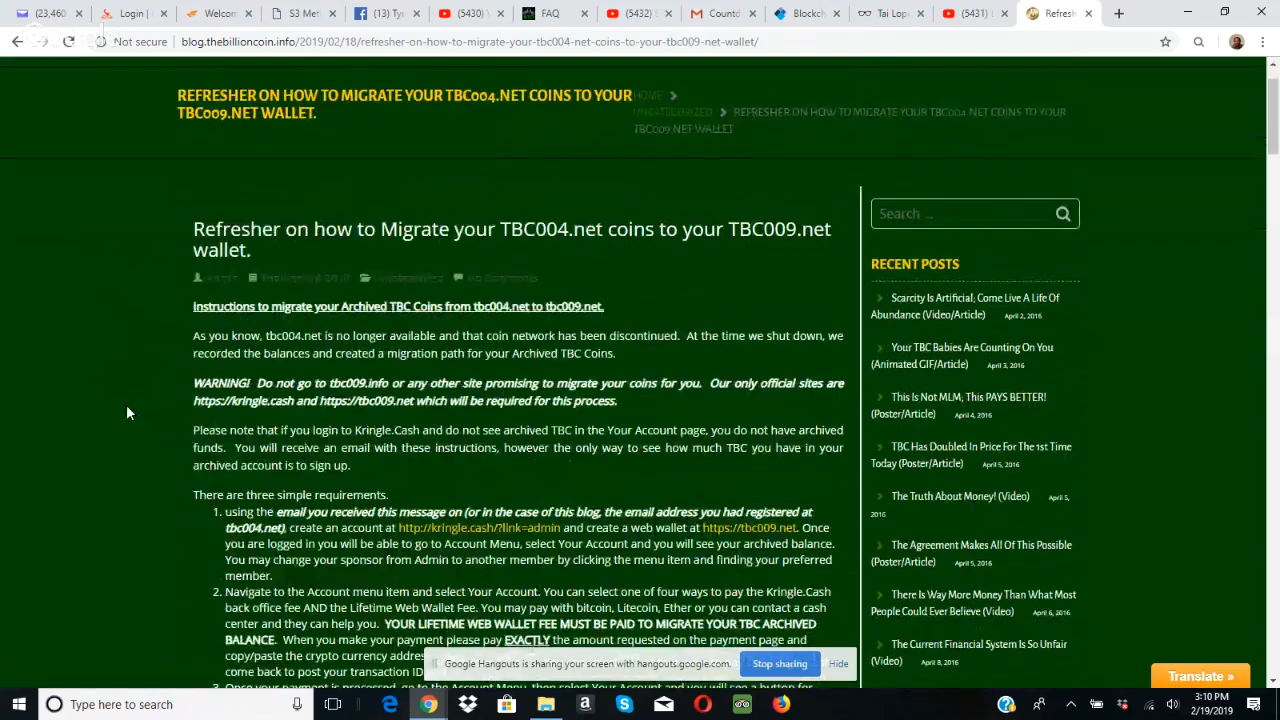 (23,460
Login |
Welcom
S3 Met
(13) Ty
(5430) \
FAQ
(5432) E
Countd
Blockch
Tai Lop
(5431) L
Refresh
Not secure
blog.thebillioncoin.info/2019/02/18/refresher-on-how-to-migrate-your-tbc004-net-coins-to-your-tbc009-net-wallet/
REFRESHER ON HOW TO MIGRATE YOUR TBC004.NET COINS TO YOUR
TBC009.NET WALLET.
HOME
UNCATEGORIZED
REFRESHER ON HOW TO MIGRATE YOUR TBC004.NET COINS TO YOUR
TBC009.NET WALLET
Refresher on how to Migrate your TBC004.net coins to your TBC009.net
wallet.
Instructions to migrate your Archived TBC Coins from tbc004.net to tbc009.net.
As you know, tbc004.net is no longer available and that coin network has been discontinued. At the time we shut down, we
recorded the balances and created a migration path for your Archived TBC Coins.
WARNING! Do not go to tbc009.info or any other site promising to migrate your coins for you. Our only official sites are
https://kringle.cash and https://tbc009.net which will be required for this process.
Please note that if you login to Kringle.Cash and do not see archived TBC in the Your Account page, you do not have archived
funds. You will receive an email with these instructions, however the only way to see how much TBC you have in your
archived account is to sign up.
There are three simple requirements.
1. using the email you received this message on (or in the case of this blog, the email address you had registered at
tbc004.net), create an account at http://kringle.cash/?link=admin and create a web wallet at https://tbc009.net. Once
you are logged in you will be able to go to Account Menu, select Your Account and you will see your archived balance.
You may change your sponsor from Admin to another member by clicking the menu item and finding your preferred
member.
2. Navigate to the Account menu item and select Your Account. You can select one of four ways to pay the Kringle.Cash
back office fee AND the Lifetime Web Wallet Fee. You may pay with bitcoin, Litecoin, Ether or you can contact a cash
center and they can help you. YOUR LIFETIME WEB WALLET FEE MUST BE PAID TO MIGRATE YOUR TBC ARCHIVED
BALANCE. When you make your payment please pay EXACTLY the amount requested on the payment page and
copy/paste the crypto currency addre
come back to post your transaction ID
3. Once your payment is processed, go to the Account Menu, then select Your Account and you will see a button for
Search ...
RECENT POSTS
Scarcity Is Artificial; Come Live A Life Of
Abundance (Video/Article) April 2, 2016
Your TBC Babies Are Counting On You
(Animated GIF/Article) April 3, 2016
This Is Not MLM; This PAYS BETTER!
(Poster/Article) April 4, 2016
TBC Has Doubled In Price For The 1st Time
Today (Poster/Article) April 5, 2016
The Truth About Money! (Video) April 5,
2016
The Agreement Makes All Of This Possible
(Video) April 5, 2016
There Is Way More Money Than What Most
People Could Ever Believe (Video) April 6, 2016
The Current Financial System Is So Unfair
(Video) April 8, 2016
Google Hangouts is sharing your screen with hangouts.google.com.
Stop sharing
Hide
Translate »
Type here to search
3:10 PM
2/19/2019